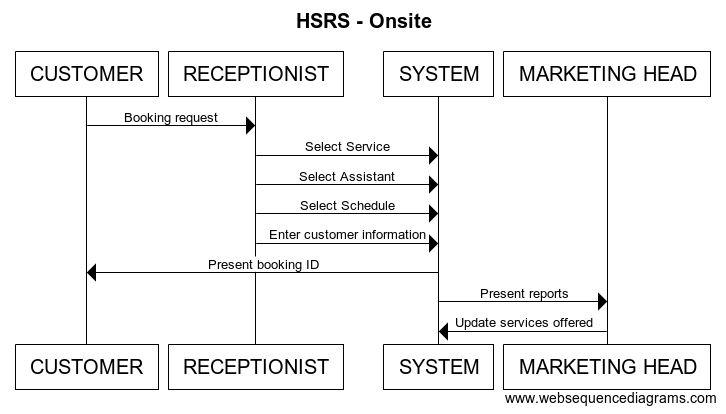 HSRS - Onsite
CUSTOMER
RECEPTIONIST
SYSTEM
MARKETING HEAD
Booking request
Select Service
Select Assistant
Select Schedule
Enter customer information
Present booking ID
Present reports
Update services offered
CUSTOMER
RECEPTIONIST
SYSTEM
MARKETING HEAD
www.websequencediagrams.com